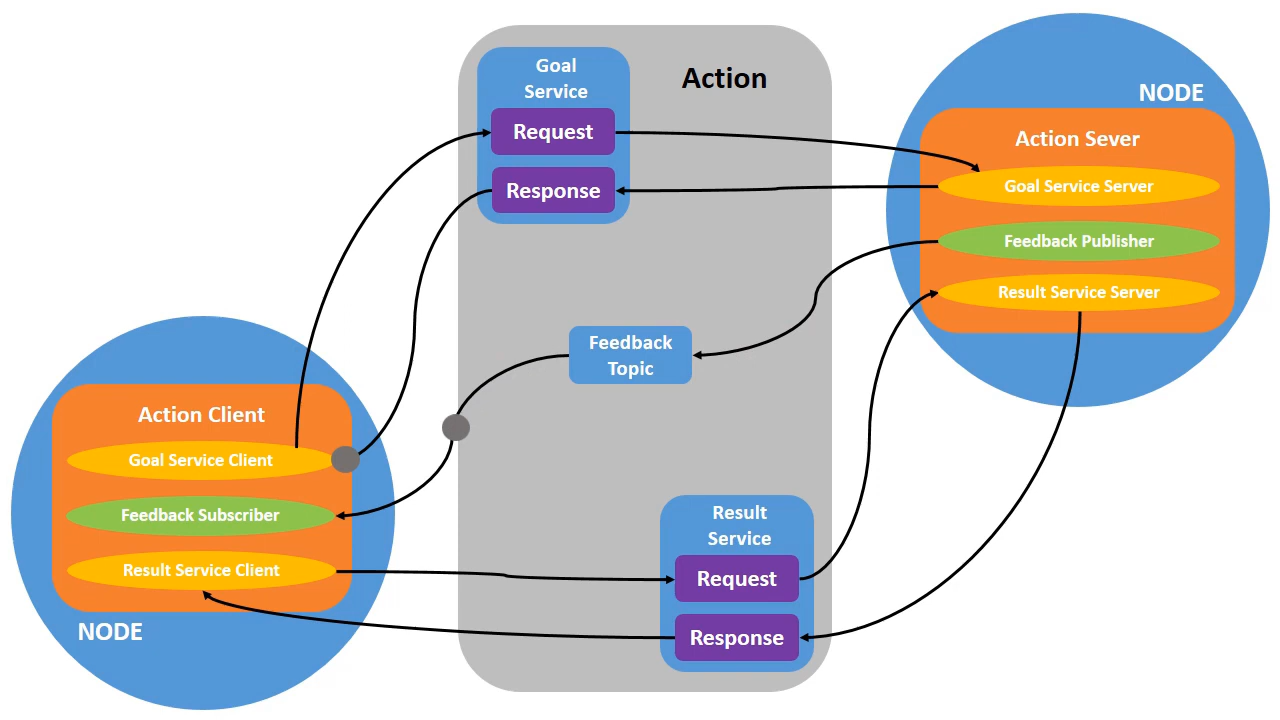 Goal
Service
Request
Response
Action
NODE
Action Sever
Goal Service Server
Feedback Publisher
Result Service Server
Feedback
Topic
Action Client
Goal Service Client
Feedback Subscriber
Result Service Client
NODE
Result
Service
Request
Response